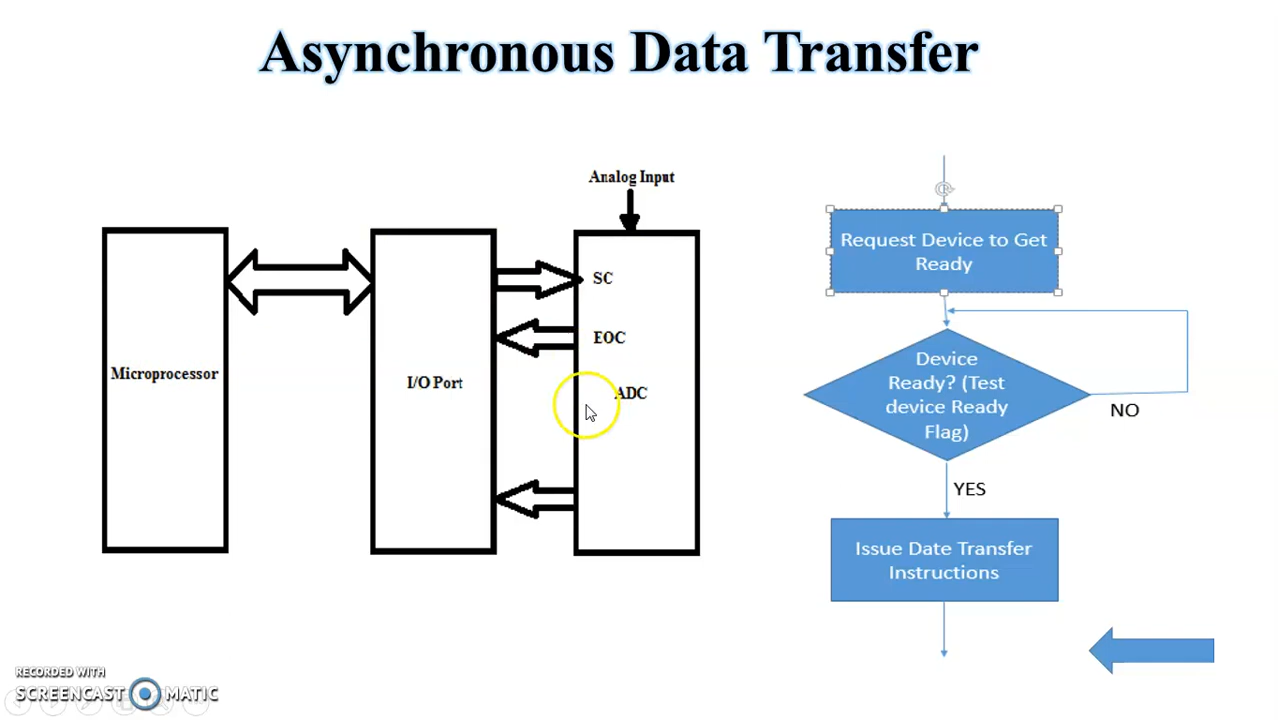 Asynchronous Data Transfer
Analog Input
SC
EOC
ADC
Microprocessor
I/O Port
Request Device to Get
Ready
Device
Ready? (Test
device Ready
Flag)
NO
YES
Issue Date Transfer
Instructions
RECORDED WITH
SCREENCAST MATIC